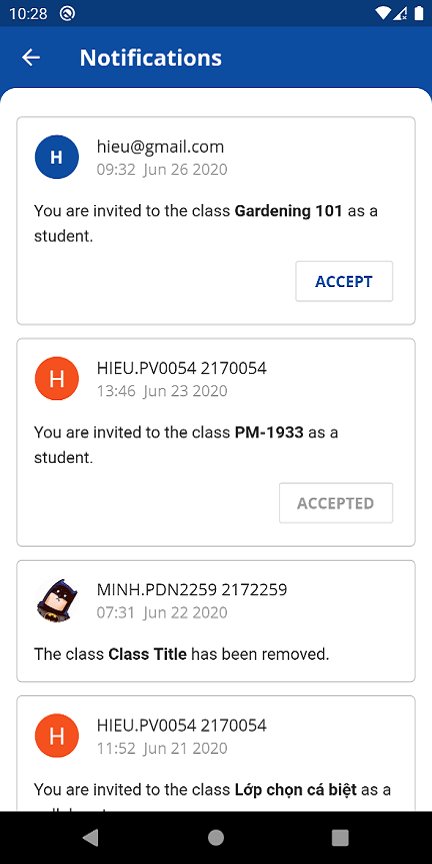 10:28
Notifications
H
hieu@gmail.com
09:32 Jun 26 2020
You are invited to the class Gardening 101 as a
student.
ACCEPT
H
HIEU.PV0054 2170054
13:46 Jun 23 2020
You are invited to the class PM-1933 as a
student.
ACCEPTED
MINH.PDN2259 2172259
07:31 Jun 22 2020
The class Class Title has been removed.
H
HIEU.PV0054 2170054
11:52 Jun 21 2020
You are invited to the class Lớp chọn cá biệt as a